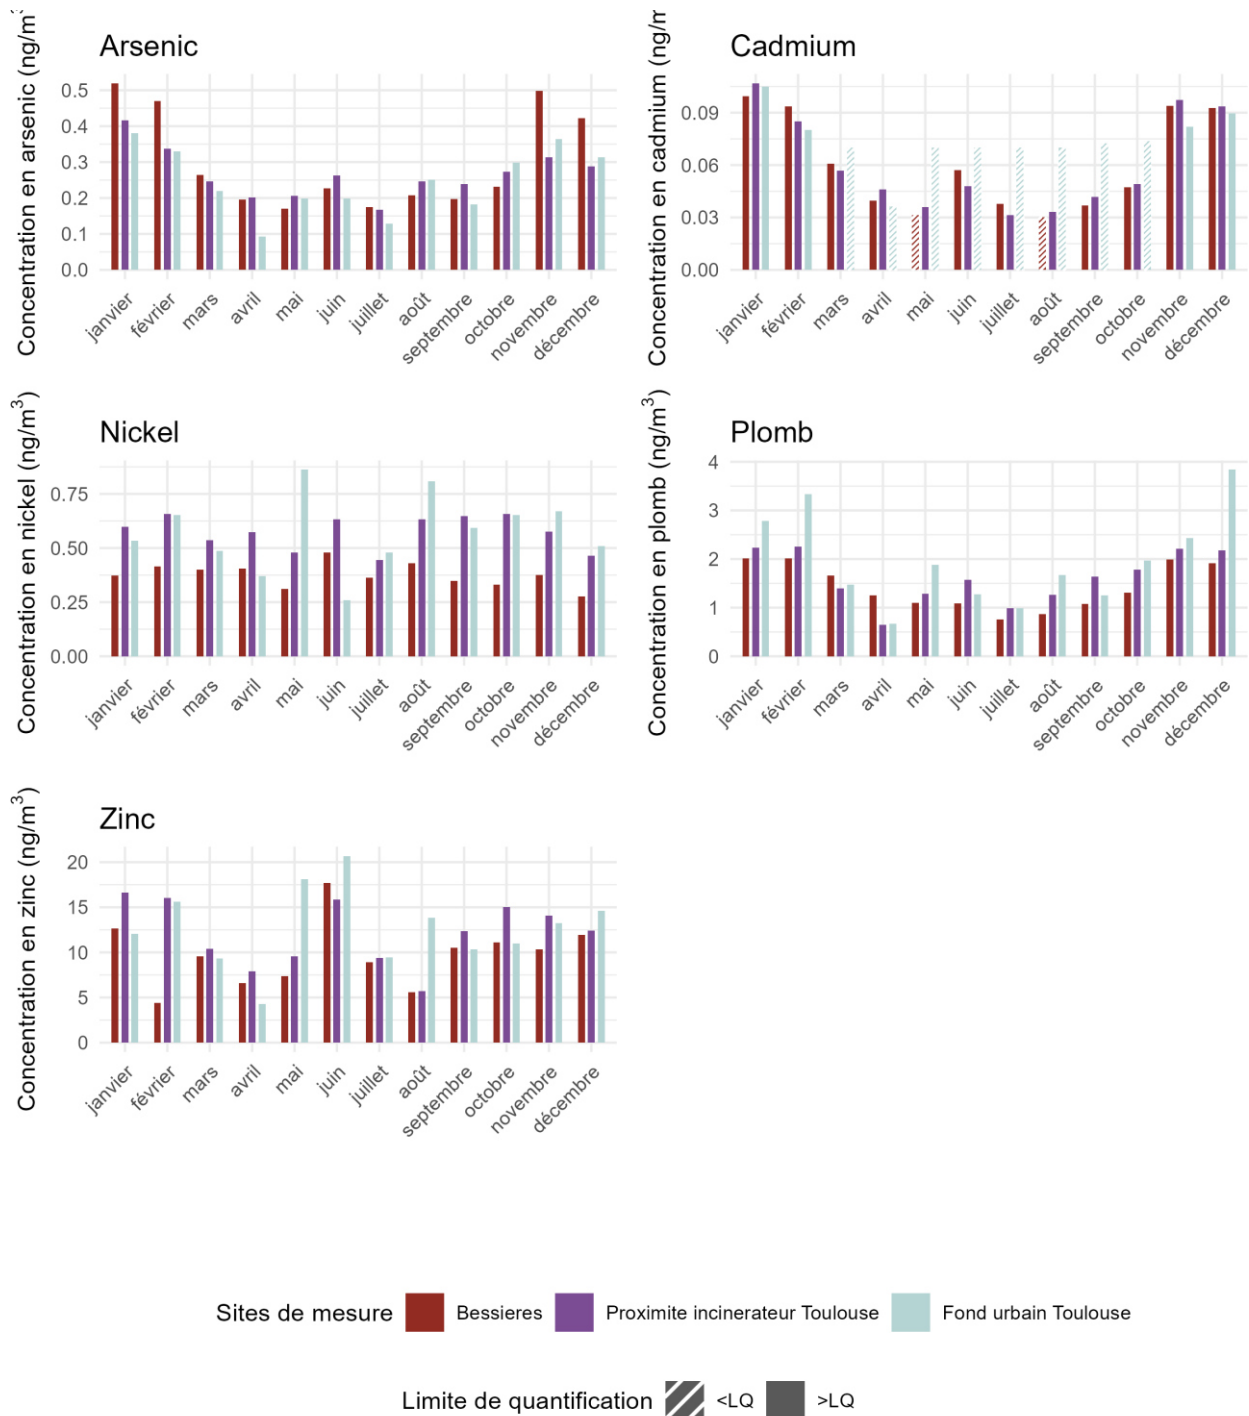 Arsenic
Concentration en arsenic (ng/m³
0.5
0.4
0.3
0.2
0.1
0.0
janvier
février
mars
avril
mai
juin
juillet
août
septembre
octobre
novembre
décembre
Cadmium
Concentration en cadmium (ng/m
0.09
0.06
0.03
0.00
janvier
février
mars
avril
mai
juin
juillet
août
septembre
octobre
novembre
décembre
Nickel
Concentration en nickel (ng/m³)
0.75
0.50
0.25
0.00
janvier
février
mars
avril
mai
juin
juillet
août
septembre
octobre
novembre
décembre
Plomb
Concentration en plomb (ng/m³)
4
3
2
1
0
janvier
février
mars
avril
mai
juin
juillet
août
septembre
octobre
novembre
décembre
Zinc
Concentration en zinc (ng/m³)
20
15
10
5
0
janvier
février
mars
avril
mai
juin
juillet
août
septembre
octobre
novembre
décembre
Sites de mesure Bessieres Proximite incinerateur Toulouse Fond urbain Toulouse
Limite de quantification <LQ >LQ